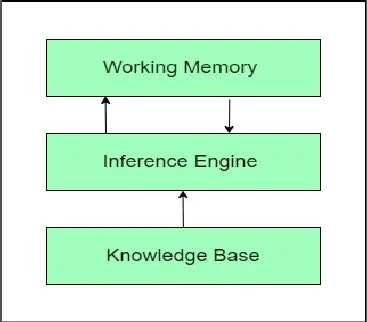 Working Memory
Inference Engine
Knowledge Base